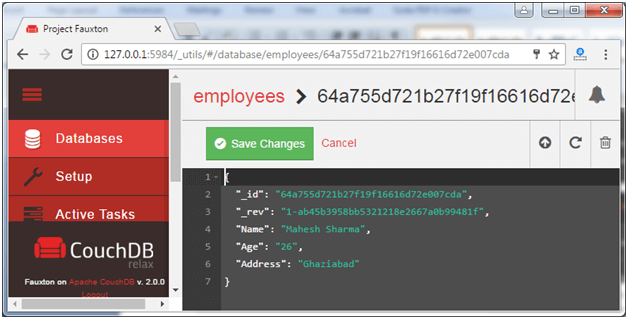 Project Fauxton
127.0.0.1:5984/_utils/#/database/employees/64a755d721b27f19f16616d72e007cda
employees > 64a755d721b27f19f16616d72e
Databases
Save Changes
Cancel
Setup
Active Tasks
CouchDB
relax
Fauxton on Apache CouchDB v. 2.0.0
Logout
1 {
2 "_id": "64a755d721b27f19f16616d72e007cda",
3 "_rev": "1-ab45b3958bb5321218e2667a0b99481f",
4 "Name": "Mahesh Sharma",
5 "Age": "26",
6 "Address": "Ghaziabad"
7 }